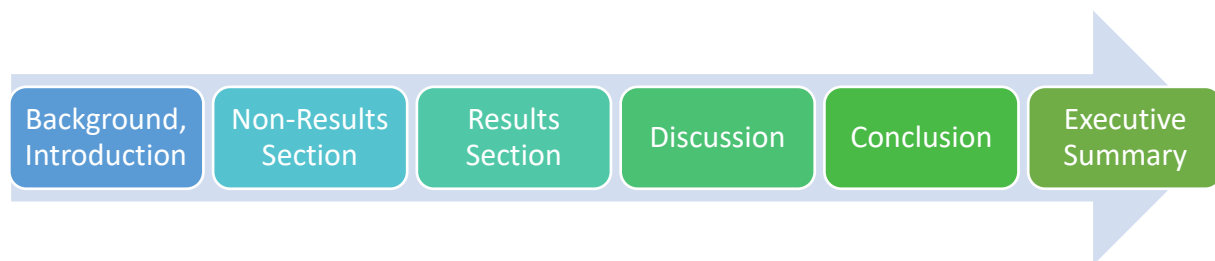 Background,
Introduction
Non-Results
Section
Results
Section
Discussion
Conclusion
Executive
Summary